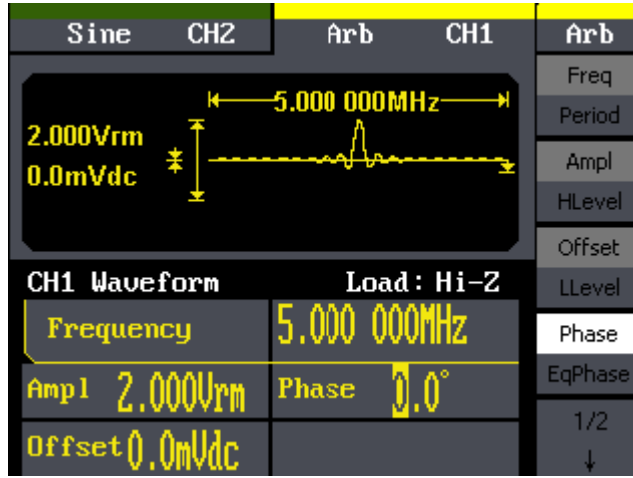 Sine CH2 Arb CH1 Arb
Freq
Period
Ampl
HLevel
Offset
LLevel
Phase
EqPhase
1/2
↓
5.000 000MHz
2.000Vrm
0.0mVdc
CH1 Waveform Load: Hi-Z
Frequency 5.000 000MHz
Ampl 2.000Vrm Phase 0.0°
Offset 0.0mVdc